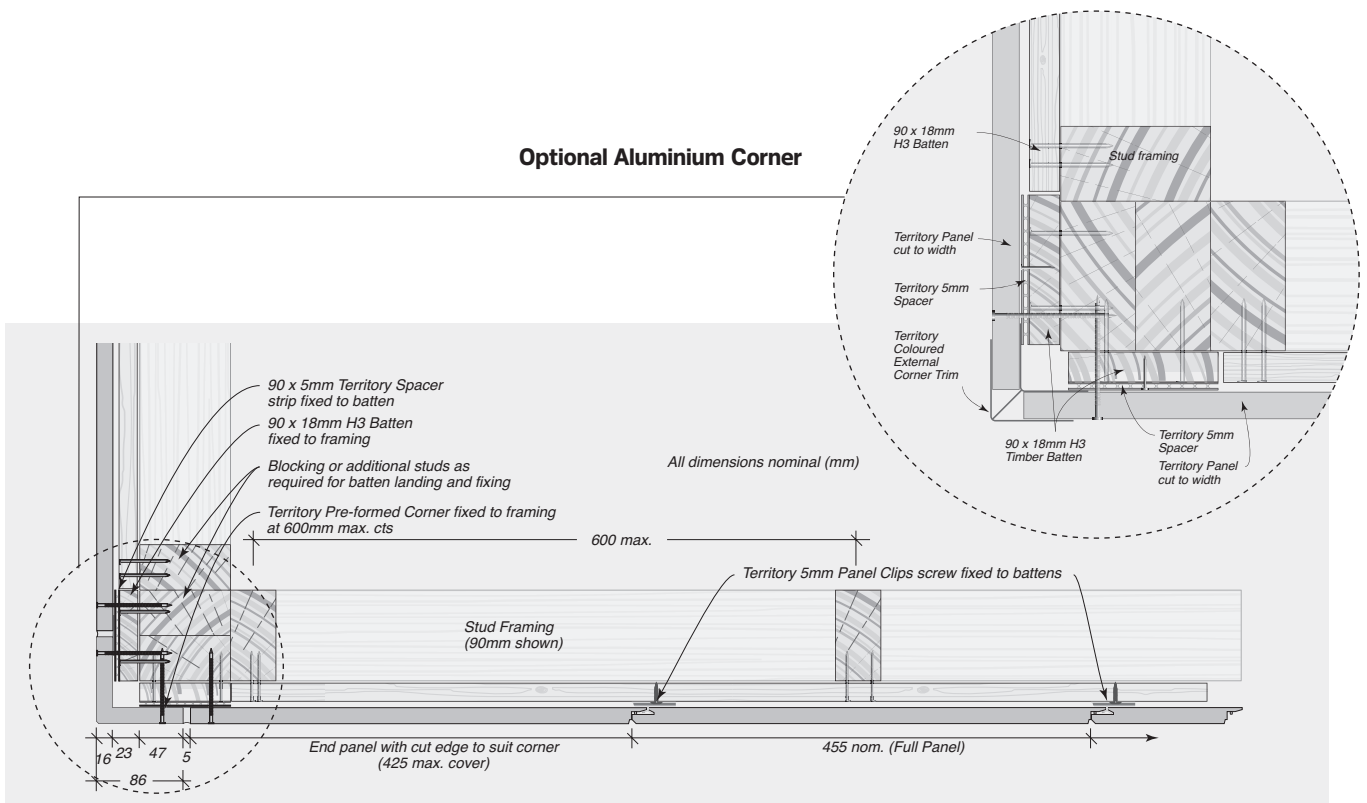 Optional Aluminium Corner
90 x 18mm
H3 Batten
Stud framing
Territory Panel
cut to width
Territory 5mm
Spacer
Territory
Coloured
External
Corner Trim
90 x 18mm H3
Timber Batten
Territory 5mm
Spacer
Territory Panel
cut to width
90 x 5mm Territory Spacer
strip fixed to batten
90 x 18mm H3 Batten
fixed to framing
Blocking or additional studs as
required for batten landing and fixing
Territory Pre-formed Corner fixed to framing
at 600mm max. cts
All dimensions nominal (mm)
600 max.
Territory 5mm Panel Clips screw fixed to battens
Stud Framing
(90mm shown)
16 23 47 5
86
End panel with cut edge to suit corner
(425 max. cover)
455 nom. (Full Panel)